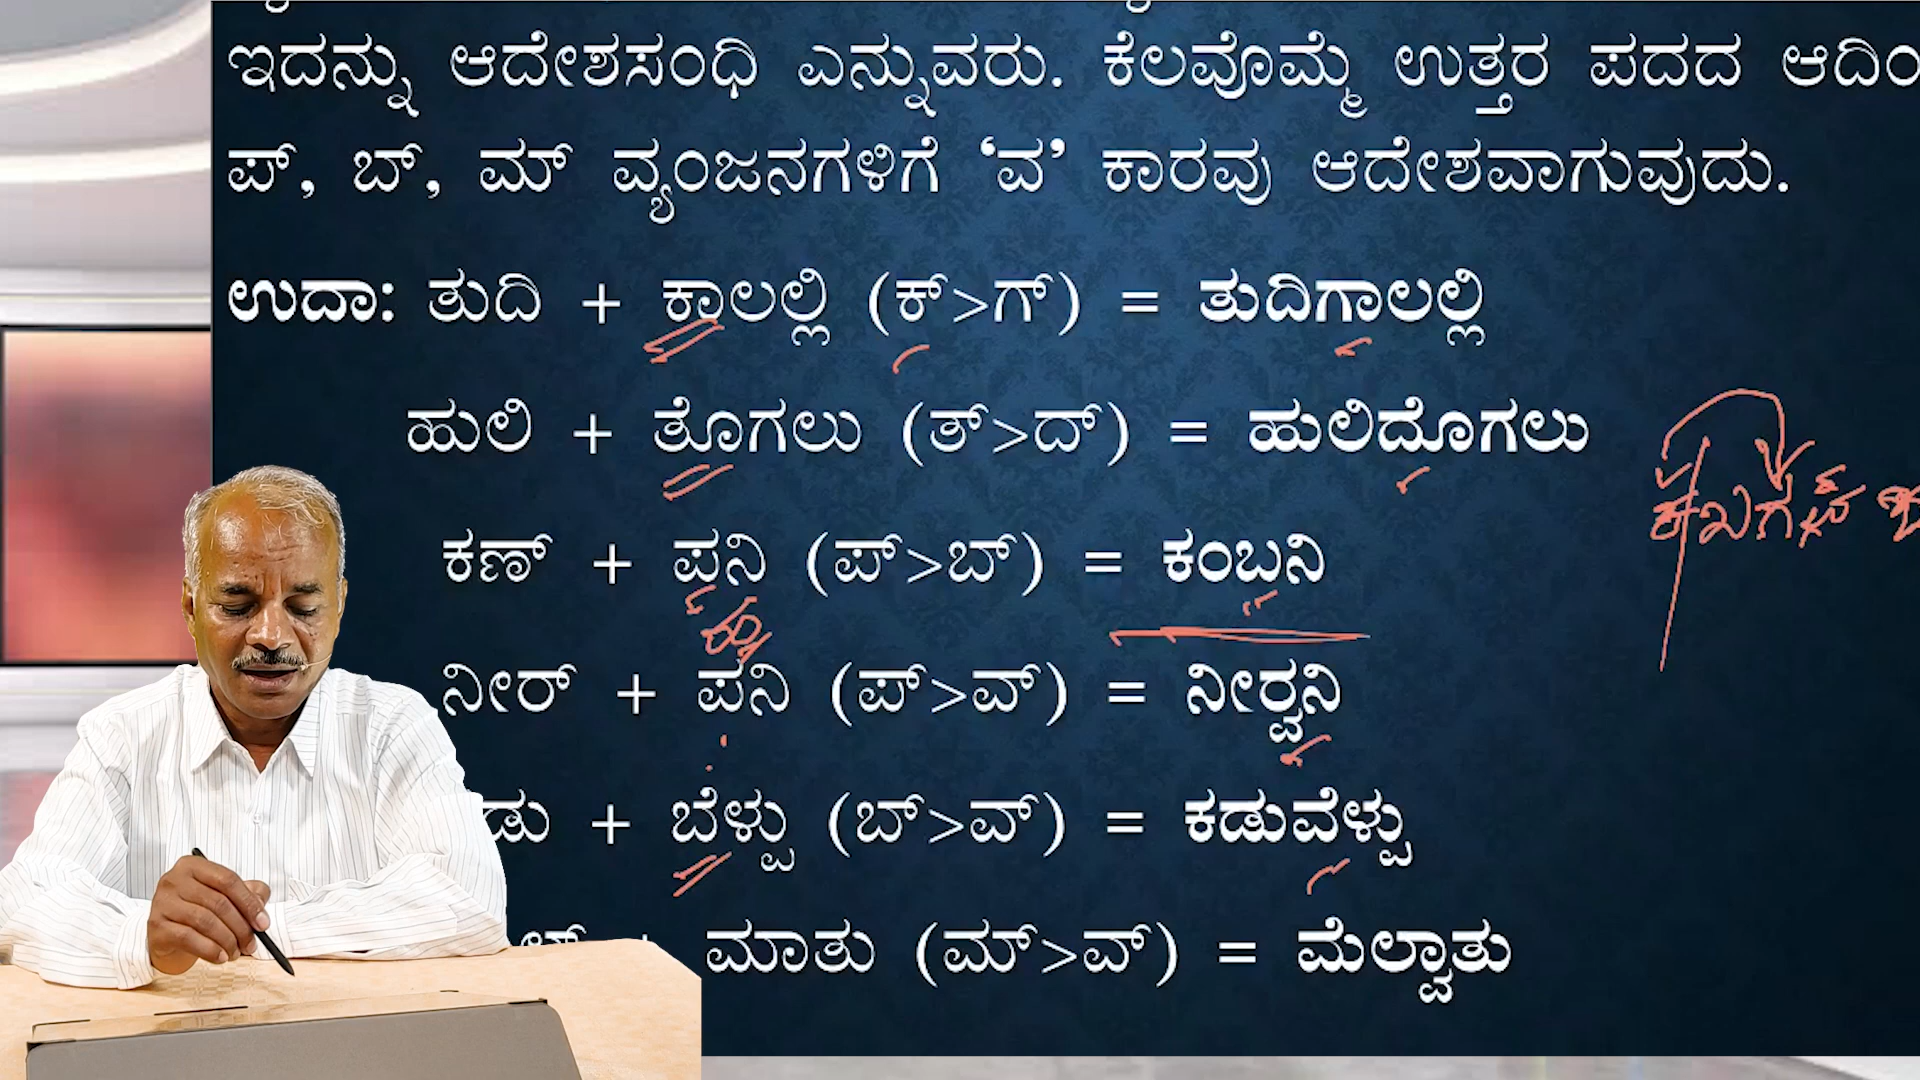 ಇದನ್ನು ಆದೇಶಸಂಧಿ ಎನ್ನುವರು. ಕೆಲವೊಮ್ಮೆ ಉತ್ತರ ಪದದ
ಪ್, ಬ್, ಮ್ ವ್ಯಂಜನಗಳಿಗೆ ‘ವ’ ಕಾರವು ಆದೇಶವಾಗುವುದು.
ಉದಾ: ತುದಿ + ಕಾಲಲ್ಲಿ (ಕ್>ಗ್) = ತುದಿಗಾಲಲ್ಲಿ
ಹುಲಿ + ತೊಗಲು (ತ್>ದ್) = ಹುಲಿದೊಗಲು
ಕಣ್ + ಪನಿ (ಪ್>ಬ್) = ಕಂಬನಿ
ನೀರ್ + ಪನಿ (ಪ್>ವ್) = ನೀರ್ವನಿ
+ ಬೆಳ್ಪು (ಬ್>ವ್) = ಕಡುವೆಳ್ಪು
ಮಾತು (ಮ್>ವ್) = ಮೆಲ್ವಾತು